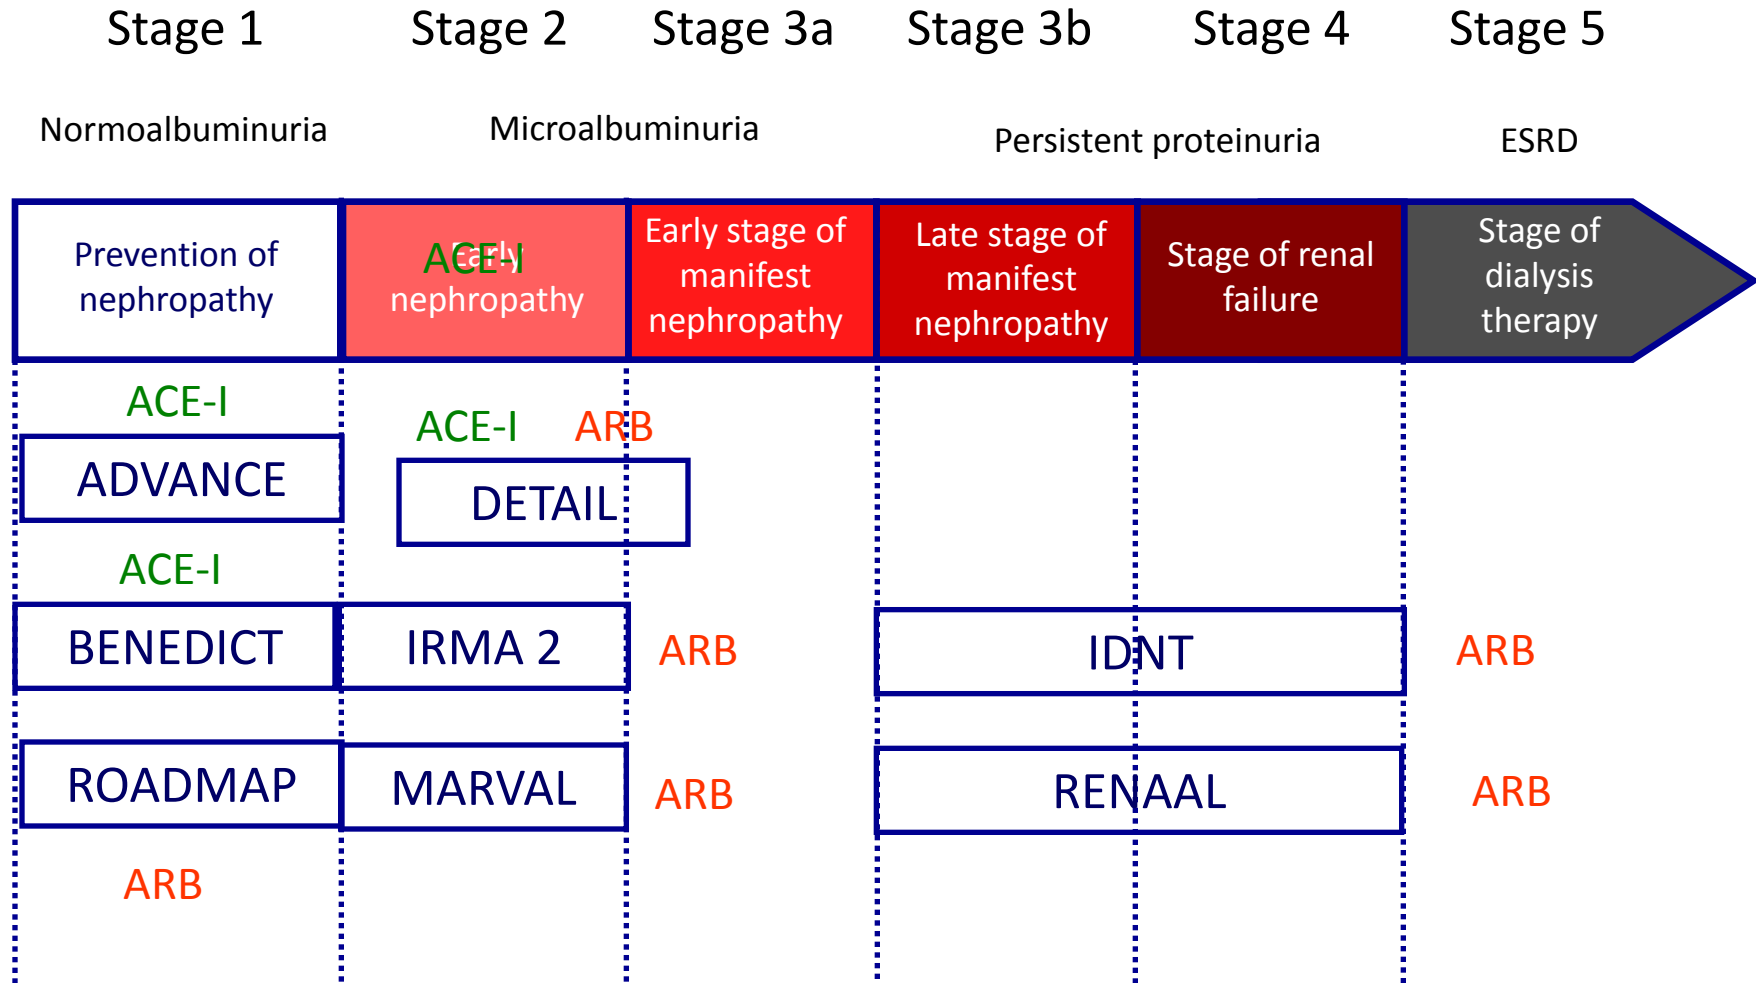 Stage 1
Stage 2
Stage 3a
Stage 3b
Stage 4
Stage 5
Normoalbuminuria
Microalbuminuria
Persistent proteinuria
ESRD
Prevention of
nephropathy
Early
nephropathy
ACE-I
Early stage of
manifest
nephropathy
Late stage of
manifest
nephropathy
Stage of renal
failure
Stage of
dialysis
therapy
ACE-I
ADVANCE
ACE-I
ARB
DETAIL
ACE-I
BENEDICT
IRMA 2
ARB
IDNT
ARB
ROADMAP
MARVAL
ARB
RENAAL
ARB
ARB